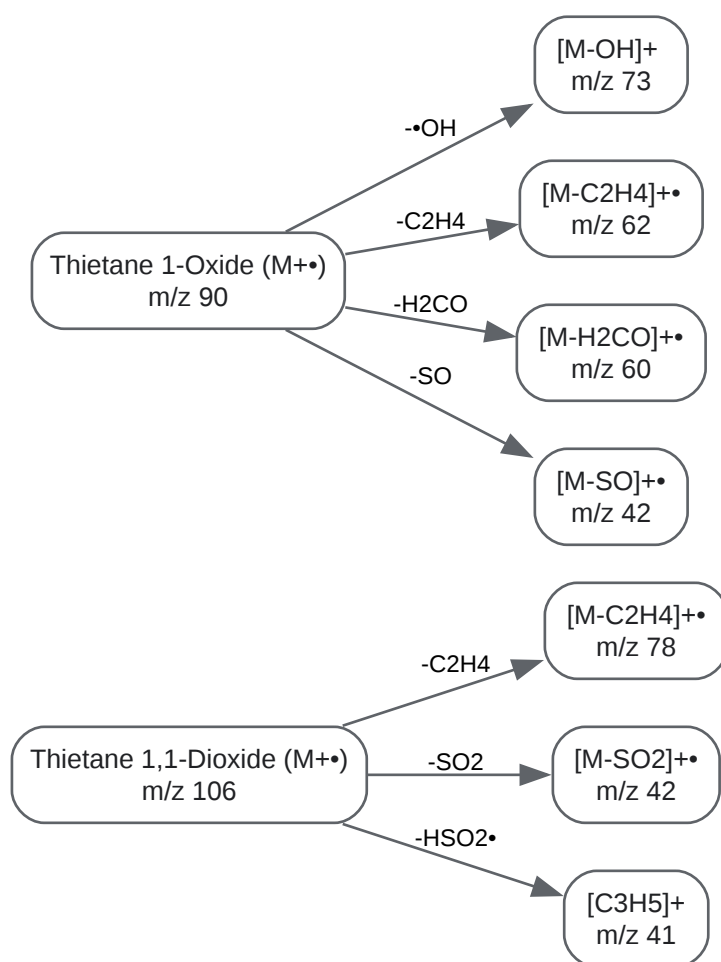 [M-OH]+
m/z 73
-•OH
[M-C2H4]+•
m/z 62
-C2H4
Thietane 1-Oxide (M+•)
m/z 90
-H2CO
[M-H2CO]+•
m/z 60
-SO
[M-SO]+•
m/z 42
[M-C2H4]+•
m/z 78
-C2H4
Thietane 1,1-Dioxide (M+•)
m/z 106
-SO2
[M-SO2]+•
m/z 42
-HSO2•
[C3H5]+
m/z 41